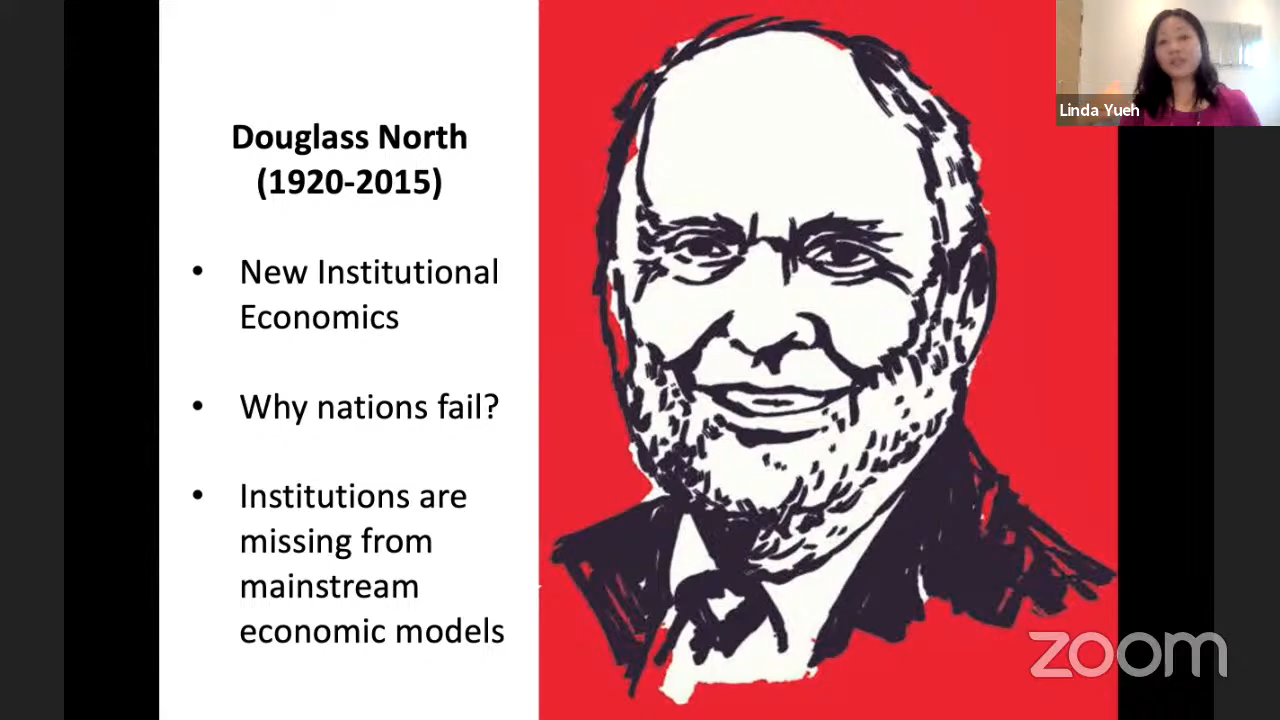 Douglass North
(1920-2015)
• New Institutional
Economics
• Why nations fail?
• Institutions are
missing from
mainstream
economic models
Linda Yueh
zoom